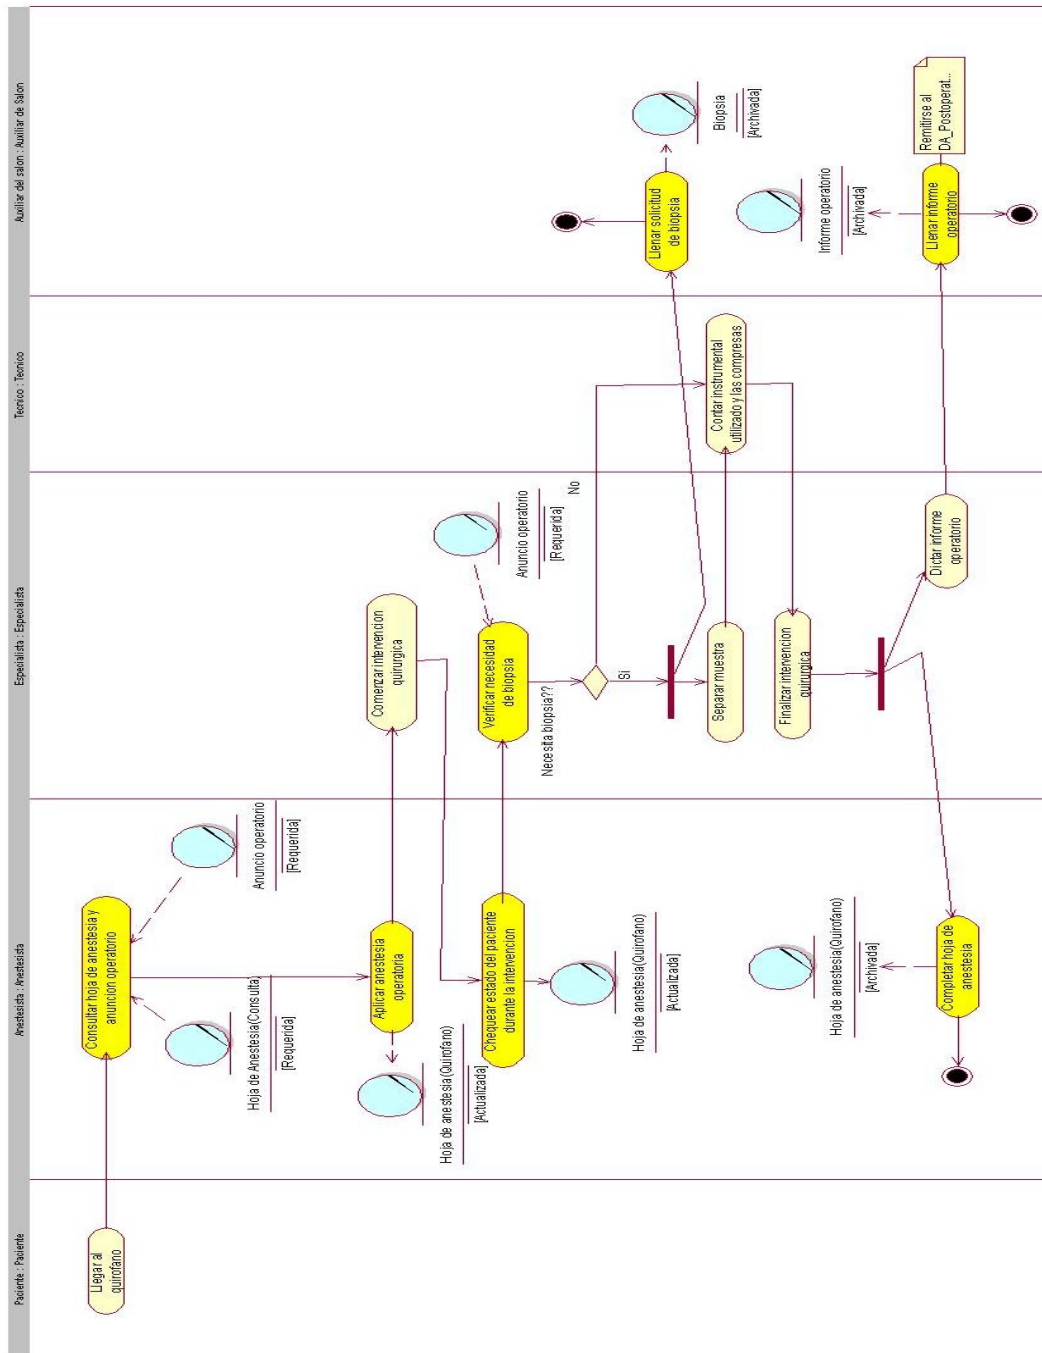 Paciente : Paciente
Anestesista : Anestesista
Especialista : Especialista
Tecnico : Tecnico
Auxiliar del salon : Auxiliar de Salon
Llegar al
quirofano
Consultar hoja de anestesia y
anuncion operatorio
Hoja de Anestesia(Consulta)
[Requerida]
Anuncio operatorio
[Requerida]
Aplicar anestesia
operatoria
Hoja de anestesia(Quirofano)
[Actualizada]
Comenzar intervencion
quirurgica
Chequear estado del paciente
durante la intervencion
Hoja de anestesia(Quirofano)
[Actualizada]
Verificar necesidad
de biopsia
Anuncio operatorio
[Requerida]
Necesita biopsia??
No
Si
Separar muestra
Llenar solicitud
de biopsia
Biopsia
[Archivada]
Contar instrumental
utilizado y las compresas
Finalizar intervencion
quirurgica
Dictar informe
operatorio
Informe operatorio
[Archivada]
Llenar informe
operatorio
Remitirse al
DA_Postoperat...
Hoja de anestesia(Quirofano)
[Archivada]
Completar hoja de
anestesia